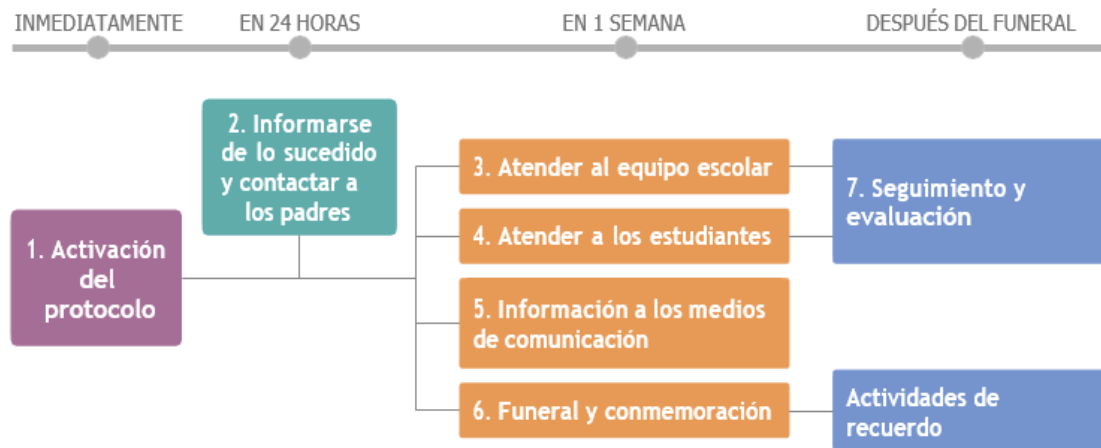 INMEDIATAMENTE
EN 24 HORAS
EN 1 SEMANA
DESPUÉS DEL FUNERAL
1. Activación
del
protocolo
2. Informarse
de lo sucedido
y contactar a
los padres
3. Atender al equipo escolar
4. Atender a los estudiantes
5. Información a los medios
de comunicación
6. Funeral y conmemoración
7. Seguimiento y
evaluación
Actividades de
recuerdo